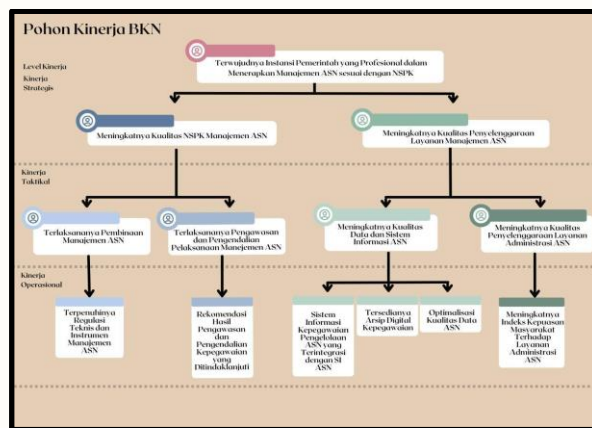 Pohon Kinerja BKN
Terwujudnya Instansi Pemerintah yang Profesional dalam
Menerapkan Manajemen ASN sesuai dengan NSPK
Level Kinerja
Kinerja
Strategis
Meningkatnya Kualitas NSPK Manajemen ASN
Meningkatnya Kualitas Penyelenggaraan
Layanan Manajemen ASN
Kinerja
Taktikal
Terlaksananya Pembinaan
Manajemen ASN
Terlaksananya Pengawasan
dan Pengendalian
Pelaksanaan Manejemen ASN
Meningkatnya Kualitas
Data dan Sistem
Informasi ASN
Meningkatnya Kualitas
Penyelenggaraan Layanan
Administrasi ASN
Kinerja
Operasional
Terpenuhinya
Regulasi
Teknis dan
Instrumen
Manajemen
ASN
Rekomendasi
Hasil
Pengawasan
dan
Pengendalian
Kepegawaian
yang
Ditindaklanjuti
Sistem
Informasi
Kepegawaian
Pengelolaan
ASN yang
Terintegrasi
dengan SI
ASN
Tersedianya
Arsip Digital
Kepegawaian
Optimalisasi
Kualitas Data
ASN
Meningkatnya
Indeks Kepuasan
Masyarakat
Terhadap
Layanan
Administrasi ASN